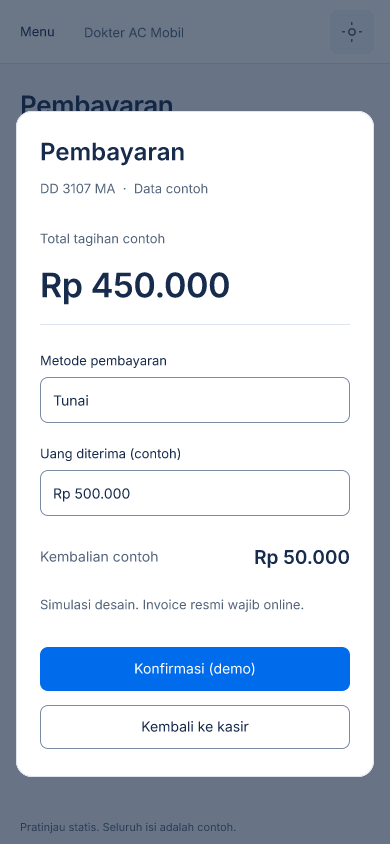 Menu
Dokter AC Mobil
Pembayaran
Pembayaran
DD 3107 MA · Data contoh
Total tagihan contoh
Rp 450.000
Metode pembayaran
Tunai
Uang diterima (contoh)
Rp 500.000
Kembalian contoh
Rp 50.000
Simulasi desain. Invoice resmi wajib online.
Konfirmasi (demo)
Kembali ke kasir
Pratinjau statis. Seluruh isi adalah contoh.